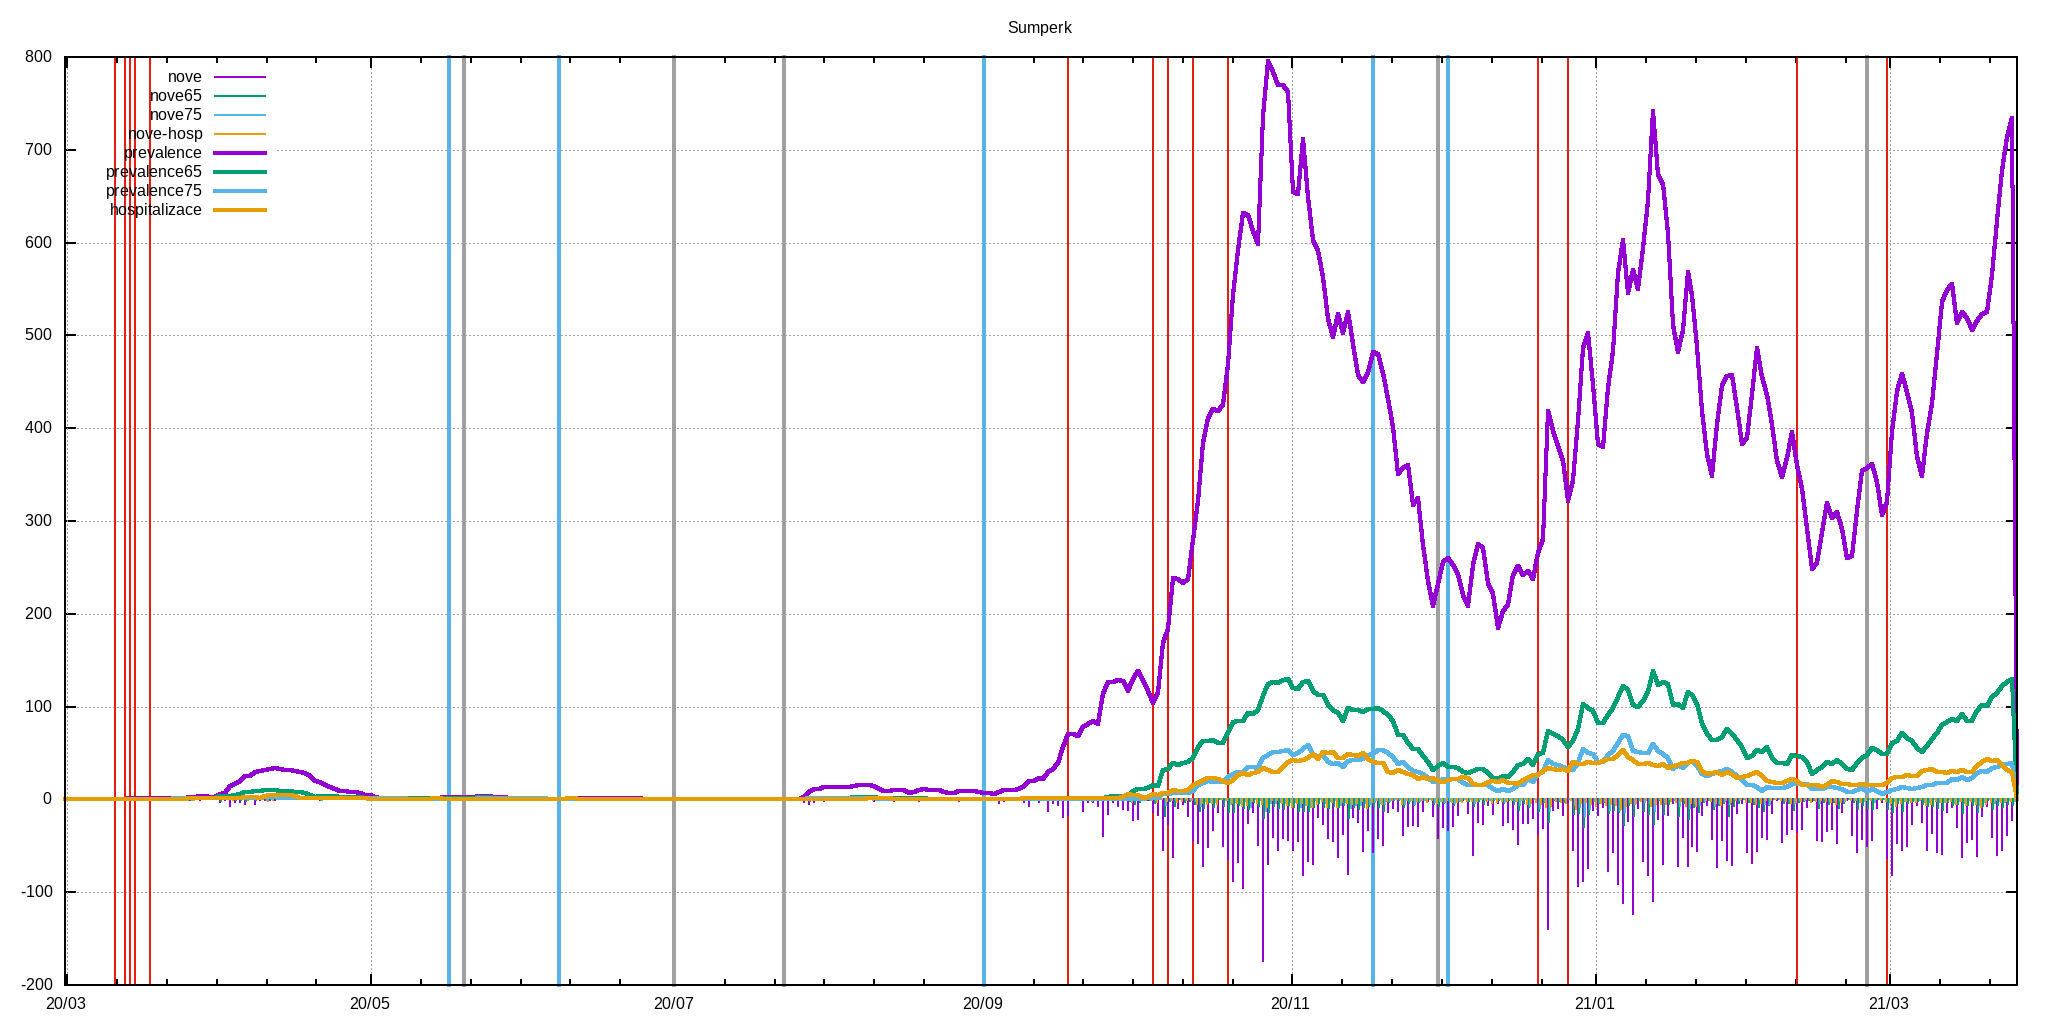 Sumperk
800
700
600
500
400
300
200
100
0
-100
-200
nove
nove65
nove75
nove-hosp
prevalence
prevalence65
prevalence75
hospitalizace
20/03 20/05 20/07 20/09 20/11 21/01 21/03